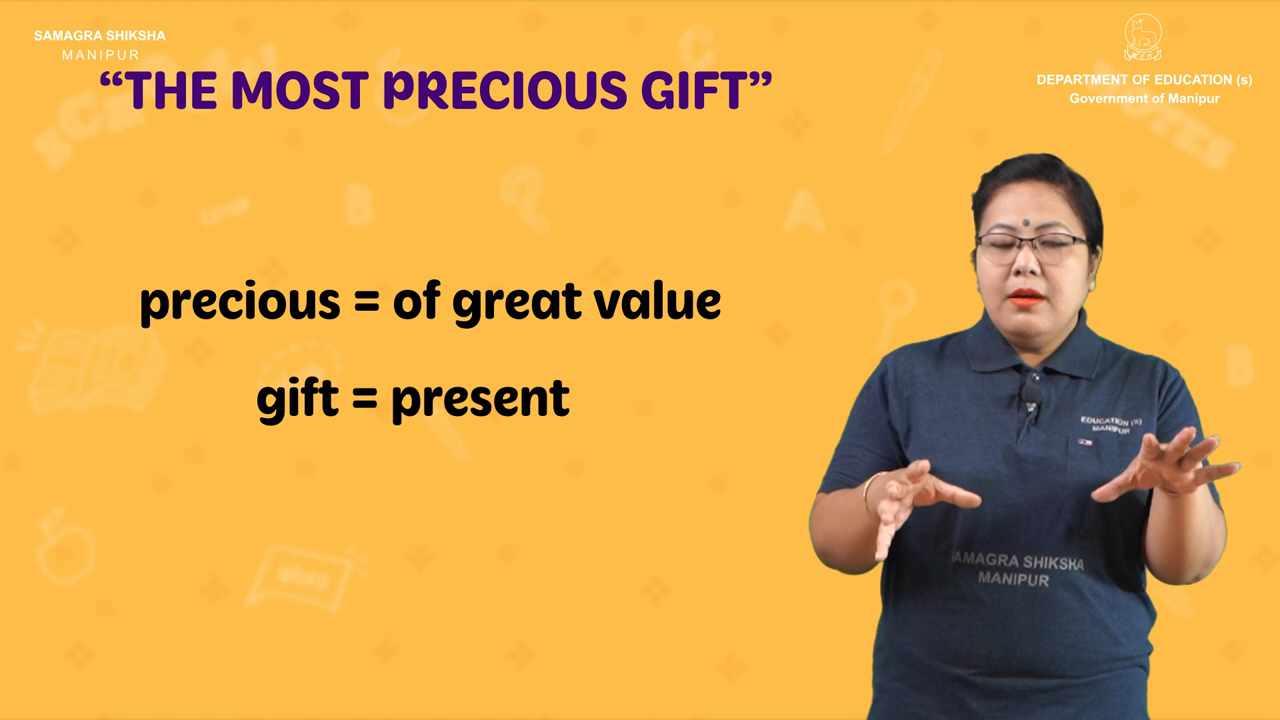 SAMAGRA SHIKSHA
MANIPUR
“THE MOST PRECIOUS GIFT”
DEPARTMENT OF EDUCATION (s)
Government of Manipur
precious = of great value
gift = present
EDUCATION (s)
MANIPUR
SAMAGRA SHIKSHA
MANIPUR
C
B
A
B